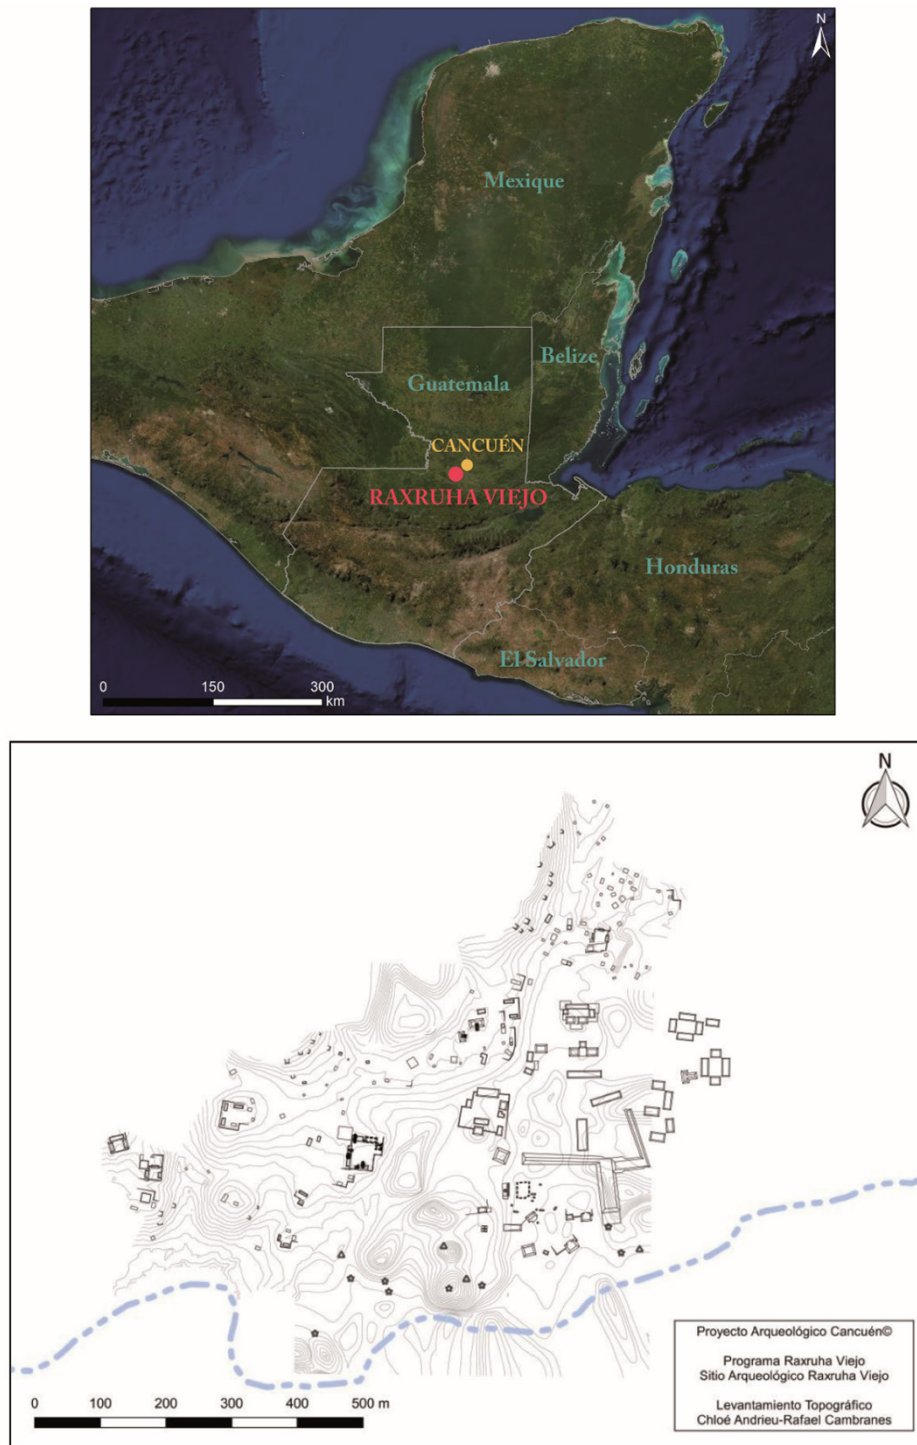 N
Mexique
Belize
Guatemala
CANCUÉN
RAXRUHA VIEJO
Honduras
El Salvador
0 150 300
km
N
Proyecto Arqueológico Cancuén©
Programa Raxruha Viejo
Sitio Arqueológico Raxruha Viejo
Levantamiento Topográfico
Chloé Andrieu-Rafael Cambranes
0 100 200 300 400 500 m